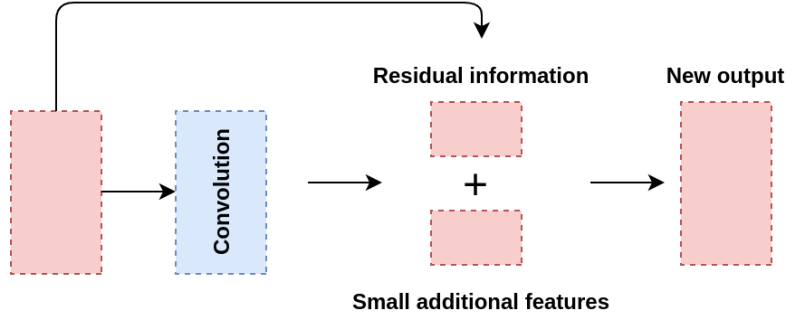 Residual information
New output
Convolution
+
Small additional features